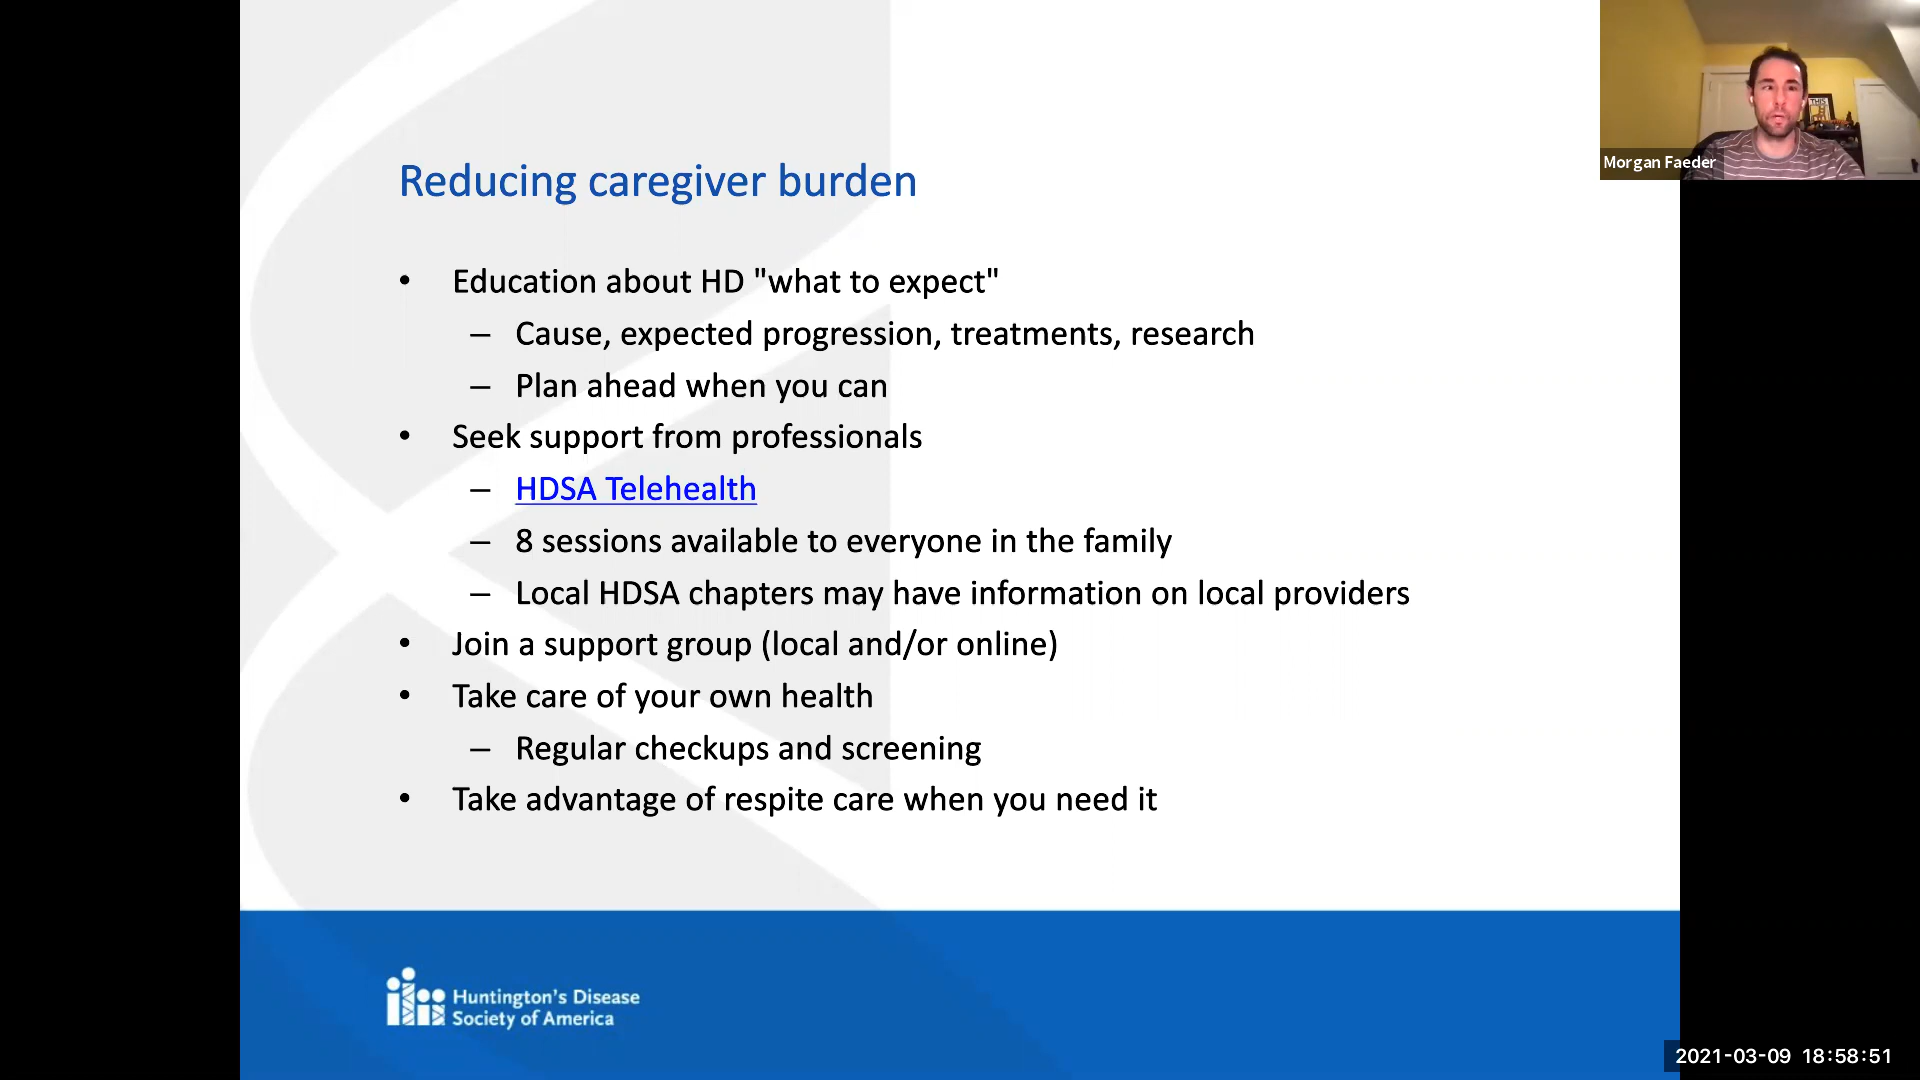 Reducing caregiver burden
• Education about HD "what to expect"
– Cause, expected progression, treatments, research
– Plan ahead when you can
• Seek support from professionals
– HDSA Telehealth
– 8 sessions available to everyone in the family
– Local HDSA chapters may have information on local providers
• Join a support group (local and/or online)
• Take care of your own health
– Regular checkups and screening
• Take advantage of respite care when you need it
Huntington's Disease
Society of America
THIS
Morgan Faeder
2021-03-09 18:58:51